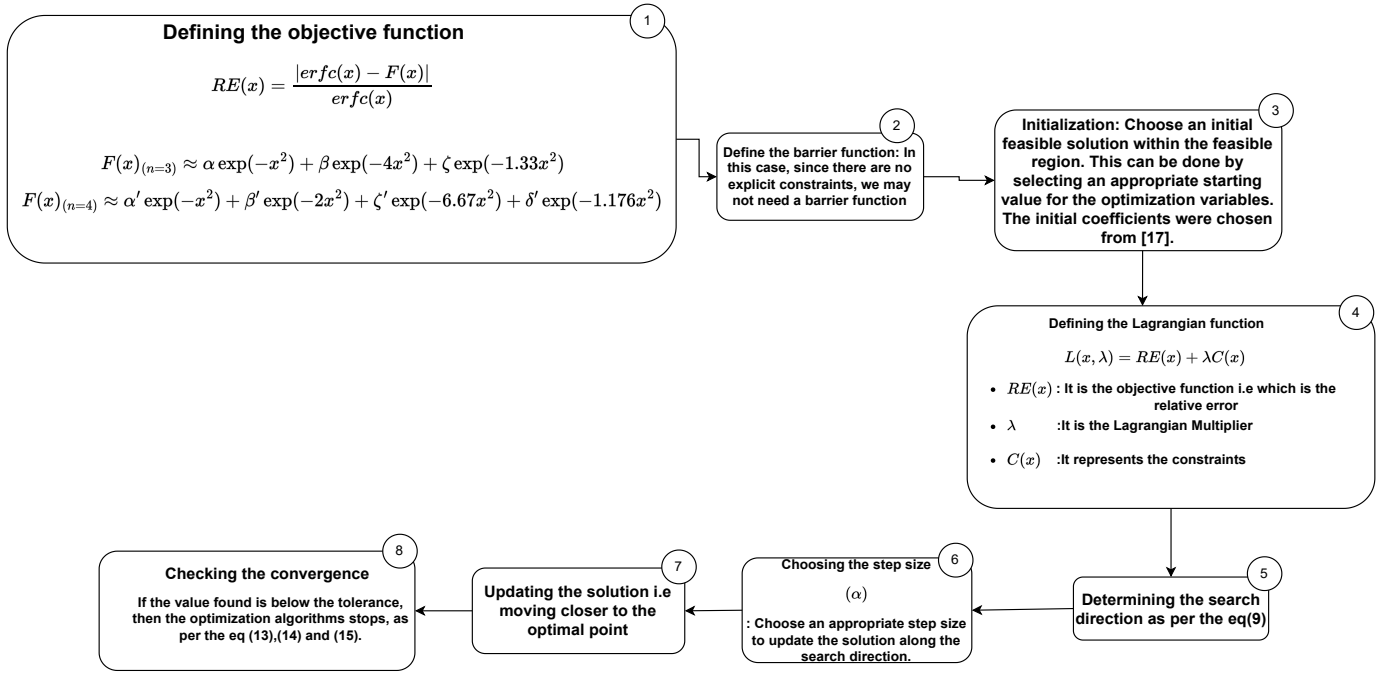 1
Defining the objective function
RE(x) = |erfc(x) − F(x)| / erfc(x)
F(x)(n=3) ≈ α exp(−x²) + β exp(−4x²) + ζ exp(−1.33x²)
F(x)(n=4) ≈ α′ exp(−x²) + β′ exp(−2x²) + ζ′ exp(−6.67x²) + δ′ exp(−1.176x²)
2
Define the barrier function: In
this case, since there are no
explicit constraints, we may
not need a barrier function
3
Initialization: Choose an initial
feasible solution within the feasible
region. This can be done by
selecting an appropriate starting
value for the optimization variables.
The initial coefficients were chosen
from [17].
4
Defining the Lagrangian function
L(x, λ) = RE(x) + λC(x)
• RE(x) : It is the objective function i.e which is the
relative error
• λ :It is the Lagrangian Multiplier
• C(x) :It represents the constraints
5
Determining the search
direction as per the eq(9)
6
Choosing the step size
(α)
: Choose an appropriate step size
to update the solution along the
search direction.
7
Updating the solution i.e
moving closer to the
optimal point
8
Checking the convergence
If the value found is below the tolerance,
then the optimization algorithms stops, as
per the eq (13),(14) and (15).